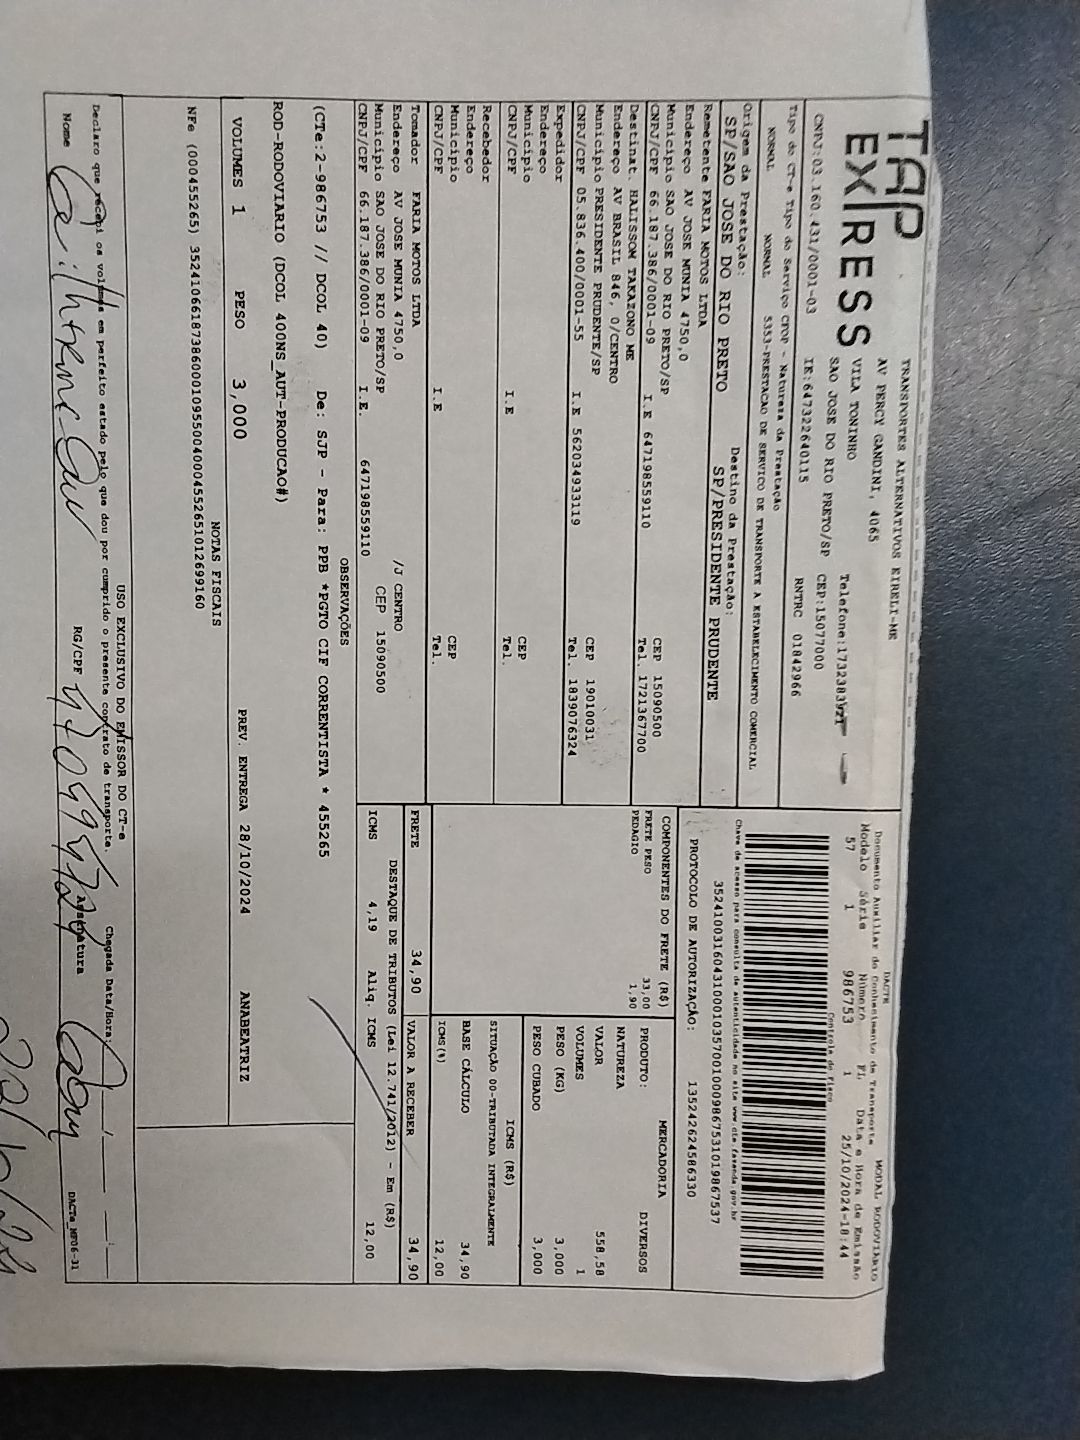 TAP
EXPRESS
TRANSPORTES ALTERNATIVOS EIRELI-ME
AV PERCY GANDINI, 4065
VILA TONINHO
SAO JOSE DO RIO PRETO/SP CEP:15077000
CNPJ:03.160.431/0001-03 IE:647322640115 RNTRC 01842966
Tipo do CT-e Tipo do Serviço CFOP - Natureza da Prestação
NORMAL NORMAL 5353-PRESTACAO DE SERVICO DE TRANSPORTE A ESTABELECIMENTO COMERCIAL
Origem da Prestação: Destino da Prestação:
SP/SAO JOSE DO RIO PRETO SP/PRESIDENTE PRUDENTE
Remetente FARIA MOTOS LTDA
Endereço AV JOSE MUNIA 4750,0 CEP 15090500
Município SAO JOSE DO RIO PRETO/SP Tel. 1721367700
CNPJ/CPF 66.187.386/0001-09 I.E 647198559110
Destinat. HALISSOM TAKAZONO ME
Endereço AV BRASIL 846, 0/CENTRO CEP 19010031
Município PRESIDENTE PRUDENTE/SP Tel. 1839076324
CNPJ/CPF 05.836.400/0001-55 I.E 562034933119
Expedidor
Endereço CEP
Município Tel.
CNPJ/CPF I.E
Recebedor
Endereço CEP
Município Tel.
CNPJ/CPF I.E
Tomador FARIA MOTOS LTDA
Endereço AV JOSE MUNIA 4750,0 /J CENTRO
Município SAO JOSE DO RIO PRETO/SP CEP 15090500
CNPJ/CPF 66.187.386/0001-09 I.E. 647198559110
DACTE MODAL RODOVIÁRIO
Documento Auxiliar do Conhecimento de Transporte
Modelo Série Número FL Data e Hora de Emissão
57 1 986753 1 25/10/2024-18:44
Controle do Fisco
Chave de acesso para consulta de autenticidade no site www.cte.fazenda.gov.br
35241003160431000103570010009867531019867537
PROTOCOLO DE AUTORIZAÇÃO: 135242624586330
COMPONENTES DO FRETE (R$)
FRETE PESO 33,00
PEDAGIO 1,90
FRETE 34,90
MERCADORIA
PRODUTO: DIVERSOS
NATUREZA
VALOR 558,58
VOLUMES 1
PESO (KG) 3,000
PESO CUBADO 3,000
ICMS (R$)
SITUAÇÃO 00-TRIBUTADA INTEGRALMENTE
BASE CÁLCULO 34,90
ICMS(%) 12,00
VALOR A RECEBER 34,90
DESTAQUE DE TRIBUTOS (Lei 12.741/2012) - Em (R$)
ICMS 4,19 Aliq. ICMS 12,00
OBSERVAÇÕES
(CTe:2-986753 // DCOL 40) De: SJP - Para: PPB *PGTO CIF CORRENTISTA * 455265
ROD-RODOVIARIO (DCOL 400NS_AUT-PRODUCAO#)
VOLUMES 1 PESO 3,000 PREV. ENTREGA 28/10/2024 ANABEATRIZ
NOTAS FISCAIS
NFe (000455265)
USO EXCLUSIVO DO EMISSOR DO CT-e
Declaro que recebi os volumes em perfeito estado pelo que dou por cumprido o presente contrato de transporte. Chegada Data/Hora:
Nome RG/CPF Assinatura
DACTe_MP06-31